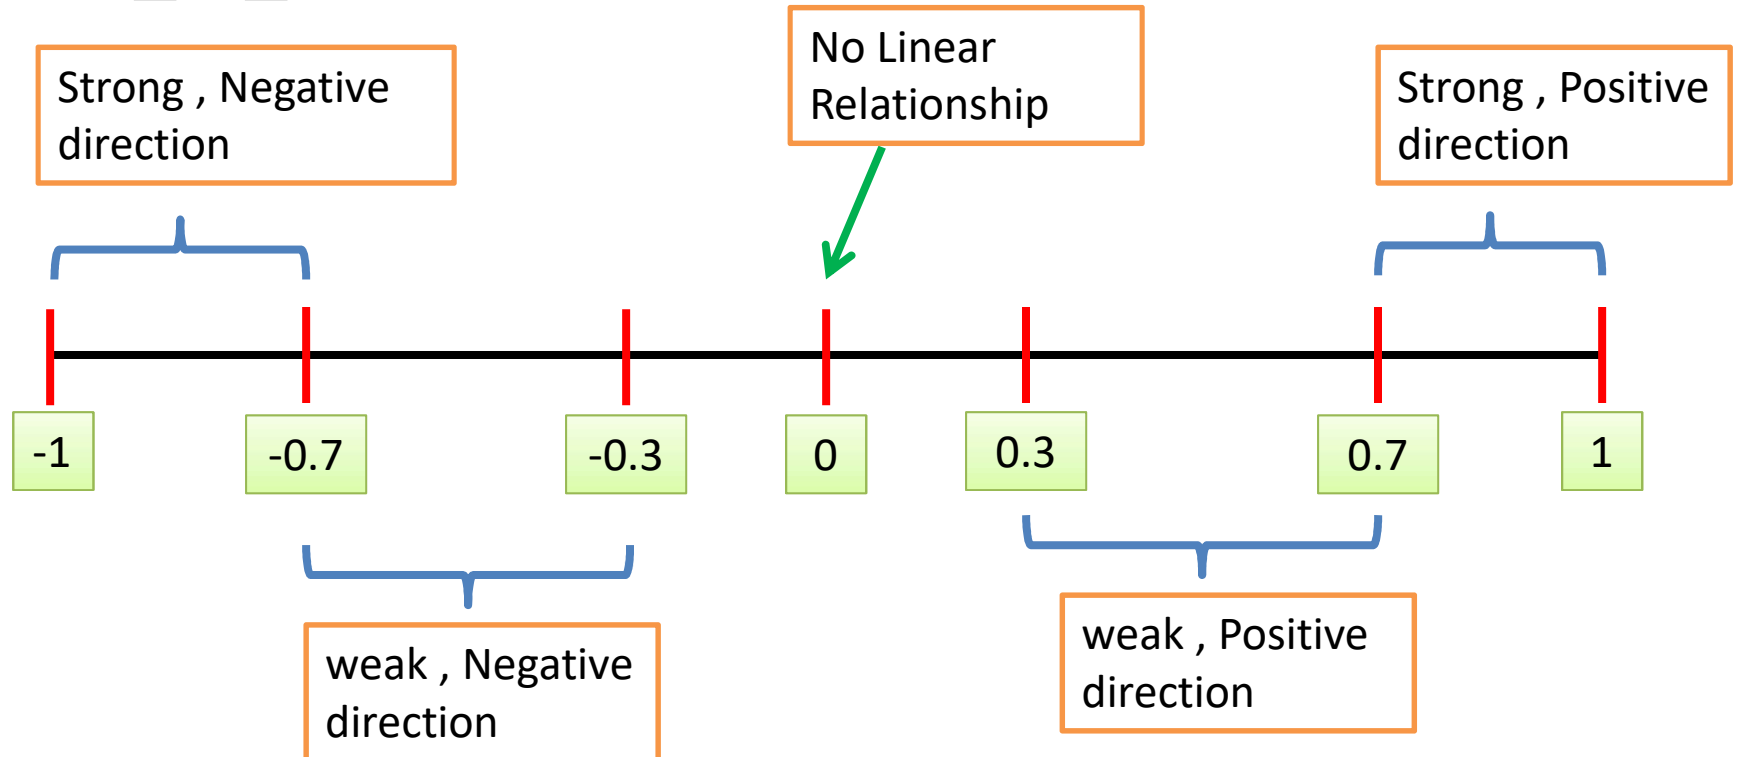 No Linear
Relationship
Strong , Negative
direction
Strong , Positive
direction
-1
-0.7
-0.3
0
0.3
0.7
1
weak , Negative
direction
weak , Positive
direction